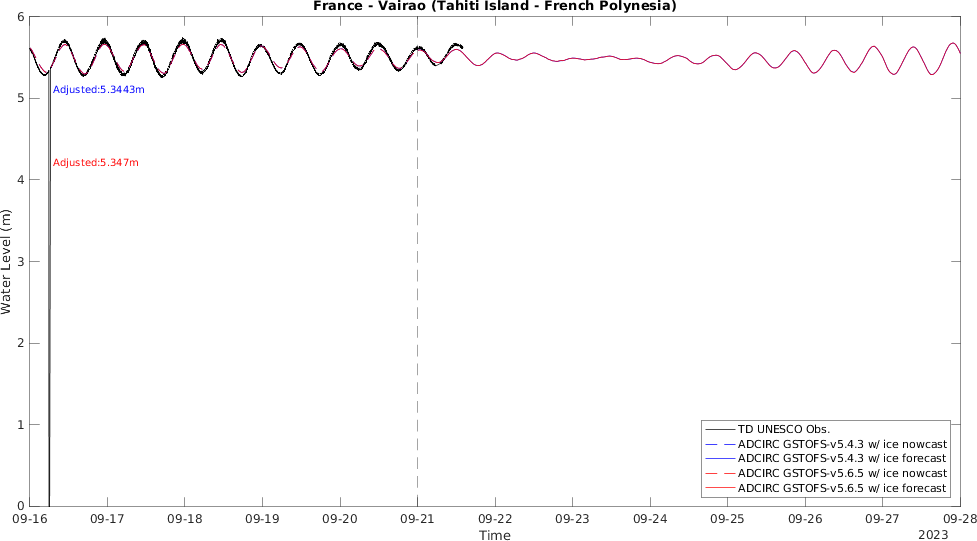 France - Vairao (Tahiti Island - French Polynesia)
6
5
4
3
2
1
0
Water Level (m)
Adjusted:5.3443m
Adjusted:5.347m
TD UNESCO Obs.
ADCIRC GSTOFS-v5.4.3 w/ ice nowcast
ADCIRC GSTOFS-v5.4.3 w/ ice forecast
ADCIRC GSTOFS-v5.6.5 w/ ice nowcast
ADCIRC GSTOFS-v5.6.5 w/ ice forecast
09-16 09-17 09-18 09-19 09-20 09-21 09-22 09-23 09-24 09-25 09-26 09-27 09-28
Time
2023